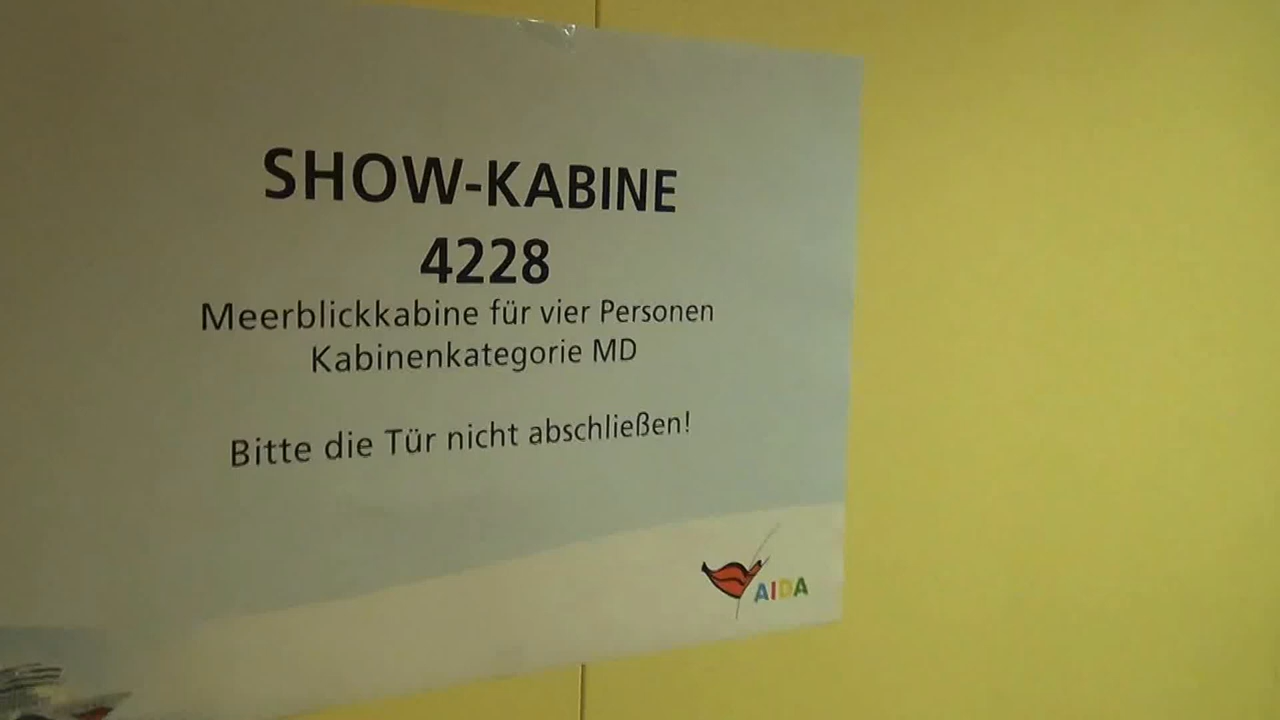 SHOW-KABINE
4228
Meerblickkabine für vier Personen
Kabinenkategorie MD
Bitte die Tür nicht abschließen!
AIDA